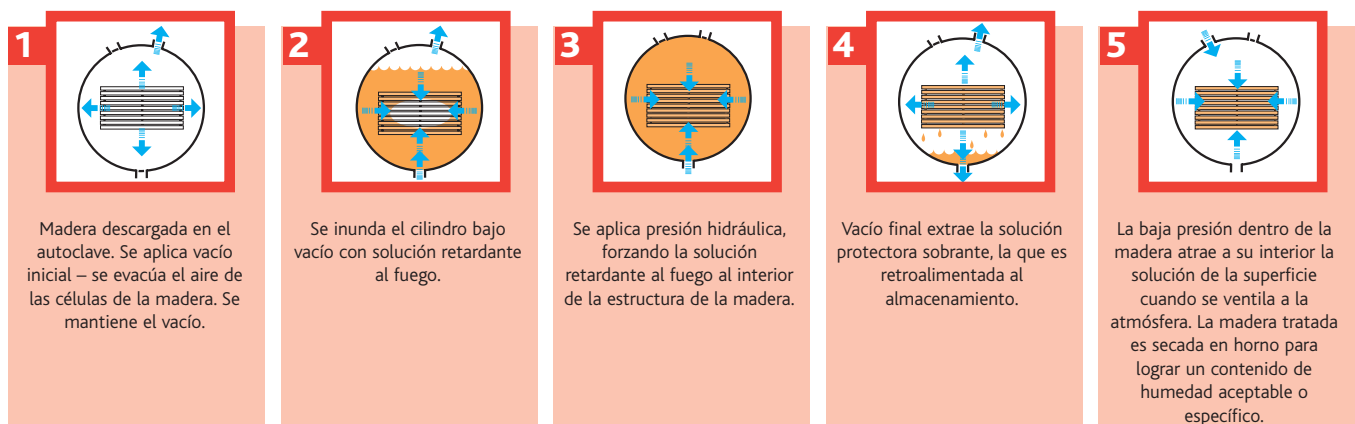 1
Madera descargada en el
autoclave. Se aplica vacío
inicial – se evacúa el aire de
las células de la madera. Se
mantiene el vacío.
2
Se inunda el cilindro bajo
vacío con solución retardante
al fuego.
3
Se aplica presión hidráulica,
forzando la solución
retardante al fuego al interior
de la estructura de la madera.
4
Vacío final extrae la solución
protectora sobrante, la que es
retroalimentada al
almacenamiento.
5
La baja presión dentro de la
madera atrae a su interior la
solución de la superficie
cuando se ventila a la
atmósfera. La madera tratada
es secada en horno para
lograr un contenido de
humedad aceptable o
específico.